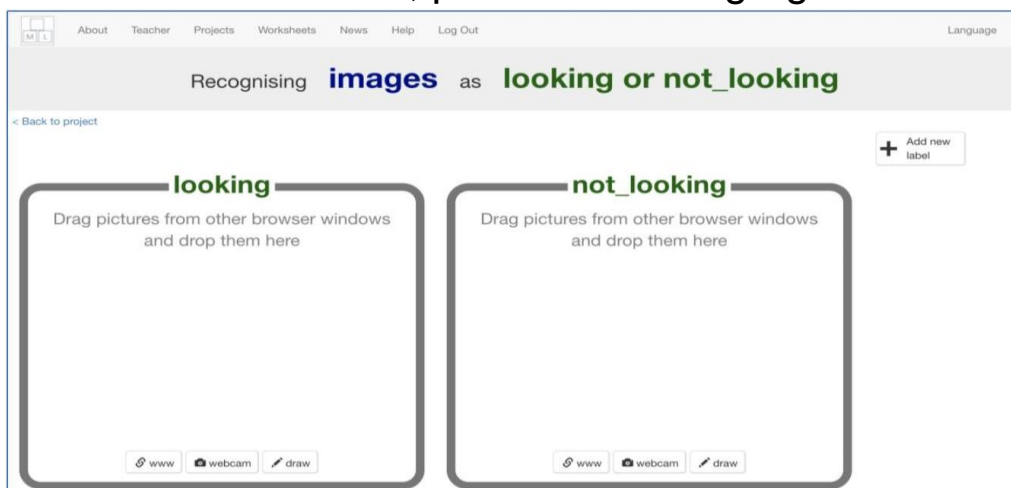 M L About Teacher Projects Worksheets News Help Log Out Language
Recognising images as looking or not_looking
< Back to project
Add new
label
looking
Drag pictures from other browser windows
and drop them here
www webcam draw
not_looking
Drag pictures from other browser windows
and drop them here
www webcam draw